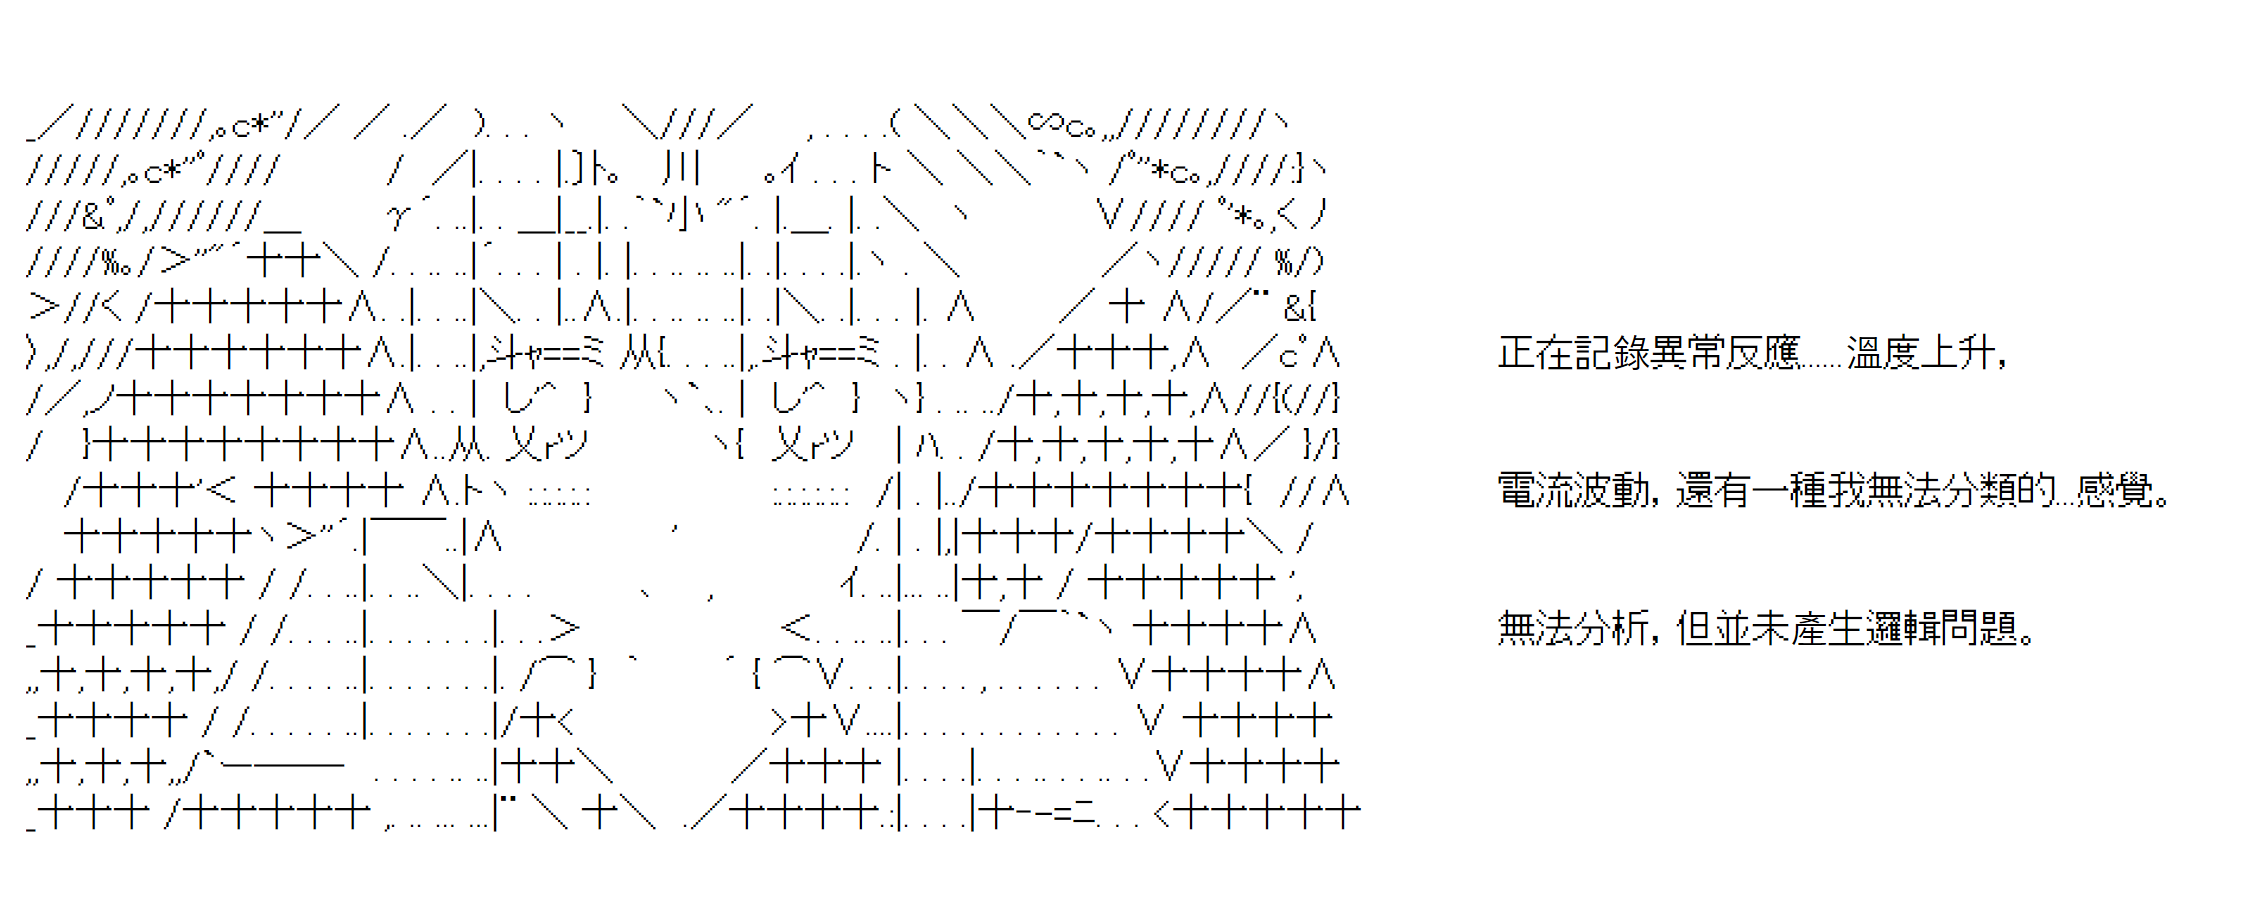 正在記錄異常反應......溫度上升，
電流波動，還有一種我無法分類的...感覺。
無法分析，但並未產生邏輯問題。